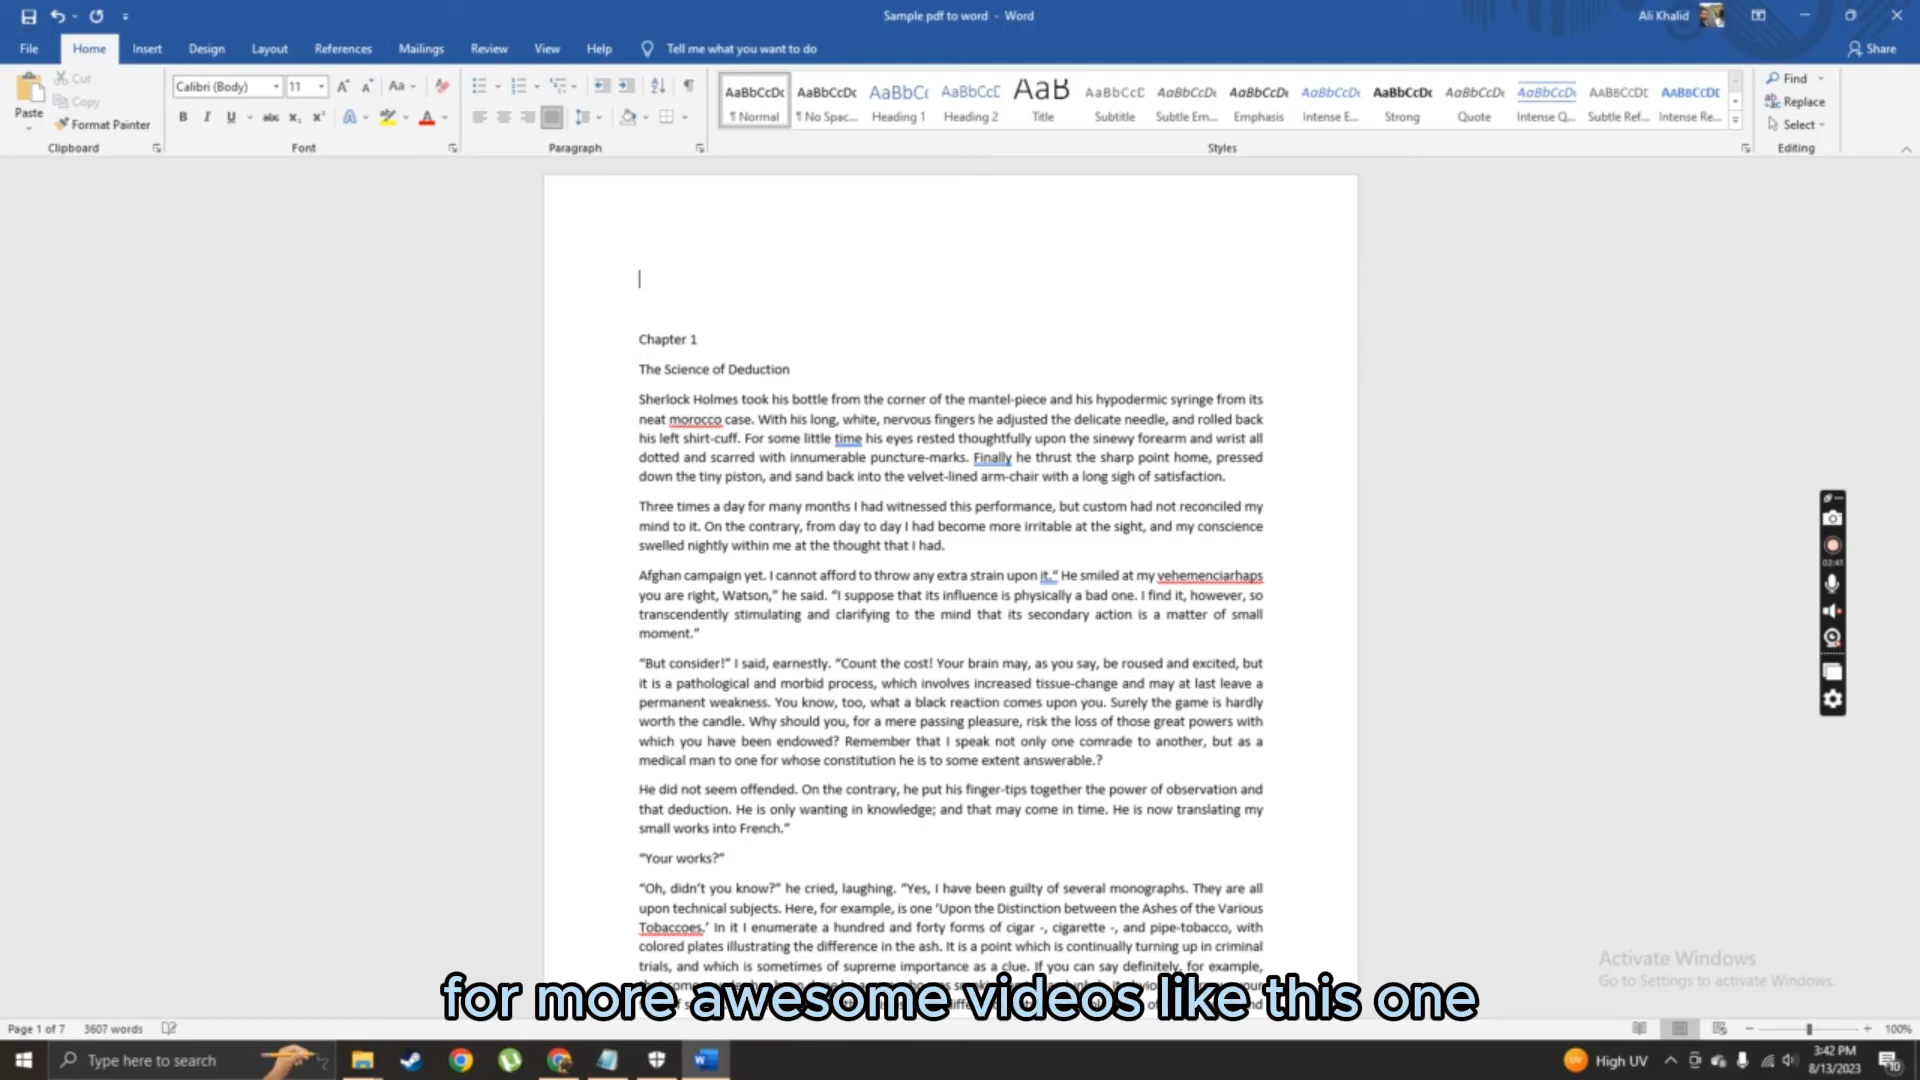 Sample pdf to word - Word
Ali Khalid
File Home Insert Design Layout References Mailings Review View Help Tell me what you want to do Share
Paste Cut Copy Format Painter
Calibri (Body) 11
AaBbCcDc AaBbCcDc AaBbCc AaBbCcC AaB AaBbCcC AaBbCcDc AaBbCcDc AaBbCcDc AaBbCcDc AaBbCcDc AaBbCcDc AABBCCDC AABBCCDC
¶ Normal ¶ No Spac... Heading 1 Heading 2 Title Subtitle Subtle Em... Emphasis Intense E... Strong Quote Intense Q... Subtle Ref... Intense Re...
Find Replace Select
Clipboard Font Paragraph Styles Editing
Chapter 1
The Science of Deduction
Sherlock Holmes took his bottle from the corner of the mantel-piece and his hypodermic syringe from its
neat morocco case. With his long, white, nervous fingers he adjusted the delicate needle, and rolled back
his left shirt-cuff. For some little time his eyes rested thoughtfully upon the sinewy forearm and wrist all
dotted and scarred with innumerable puncture-marks. Finally he thrust the sharp point home, pressed
down the tiny piston, and sand back into the velvet-lined arm-chair with a long sigh of satisfaction.
Three times a day for many months I had witnessed this performance, but custom had not reconciled my
mind to it. On the contrary, from day to day I had become more irritable at the sight, and my conscience
swelled nightly within me at the thought that I had.
Afghan campaign yet. I cannot afford to throw any extra strain upon it.“ He smiled at my vehemenciarhaps
you are right, Watson,” he said. “I suppose that its influence is physically a bad one. I find it, however, so
transcendently stimulating and clarifying to the mind that its secondary action is a matter of small
moment.”
“But consider!” I said, earnestly. “Count the cost! Your brain may, as you say, be roused and excited, but
it is a pathological and morbid process, which involves increased tissue-change and may at last leave a
permanent weakness. You know, too, what a black reaction comes upon you. Surely the game is hardly
worth the candle. Why should you, for a mere passing pleasure, risk the loss of those great powers with
which you have been endowed? Remember that I speak not only one comrade to another, but as a
medical man to one for whose constitution he is to some extent answerable.?
He did not seem offended. On the contrary, he put his finger-tips together the power of observation and
that deduction. He is only wanting in knowledge; and that may come in time. He is now translating my
small works into French.”
“Your works?”
“Oh, didn’t you know?” he cried, laughing. “Yes, I have been guilty of several monographs. They are all
upon technical subjects. Here, for example, is one ‘Upon the Distinction between the Ashes of the Various
Tobaccoes.’ In it I enumerate a hundred and forty forms of cigar -, cigarette -, and pipe-tobacco, with
colored plates illustrating the difference in the ash. It is a point which is continually turning up in criminal
trials, and which is sometimes of supreme importance as a clue. If you can say definitely, for example,
for more awesome videos like this one
02:41
Activate Windows
Go to Settings to activate Windows.
Page 1 of 7 3607 words 100%
Type here to search High UV 3:42 PM
8/13/2023
10